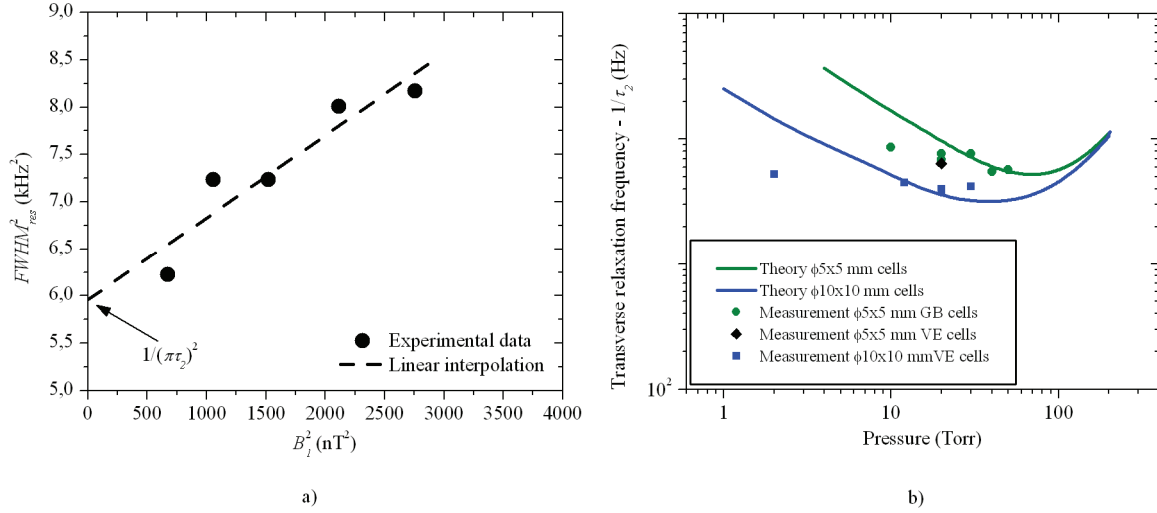 a)
8,5
8,0
7,5
7,0
6,5
6,0
5,5
5,0
FWHM²res (kHz²)
1/(πτ₂)²
Experimental data
Linear interpolation
0 500 1000 1500 2000 2500 3000 3500 4000
B₁² (nT²)
a)
b)
Transverse relaxation frequency - 1/τ₂ (Hz)
10²
Theory ϕ5x5 mm cells
Theory ϕ10x10 mm cells
Measurement ϕ5x5 mm GB cells
Measurement ϕ5x5 mm VE cells
Measurement ϕ10x10 mmVE cells
1 10 100
Pressure (Torr)
b)